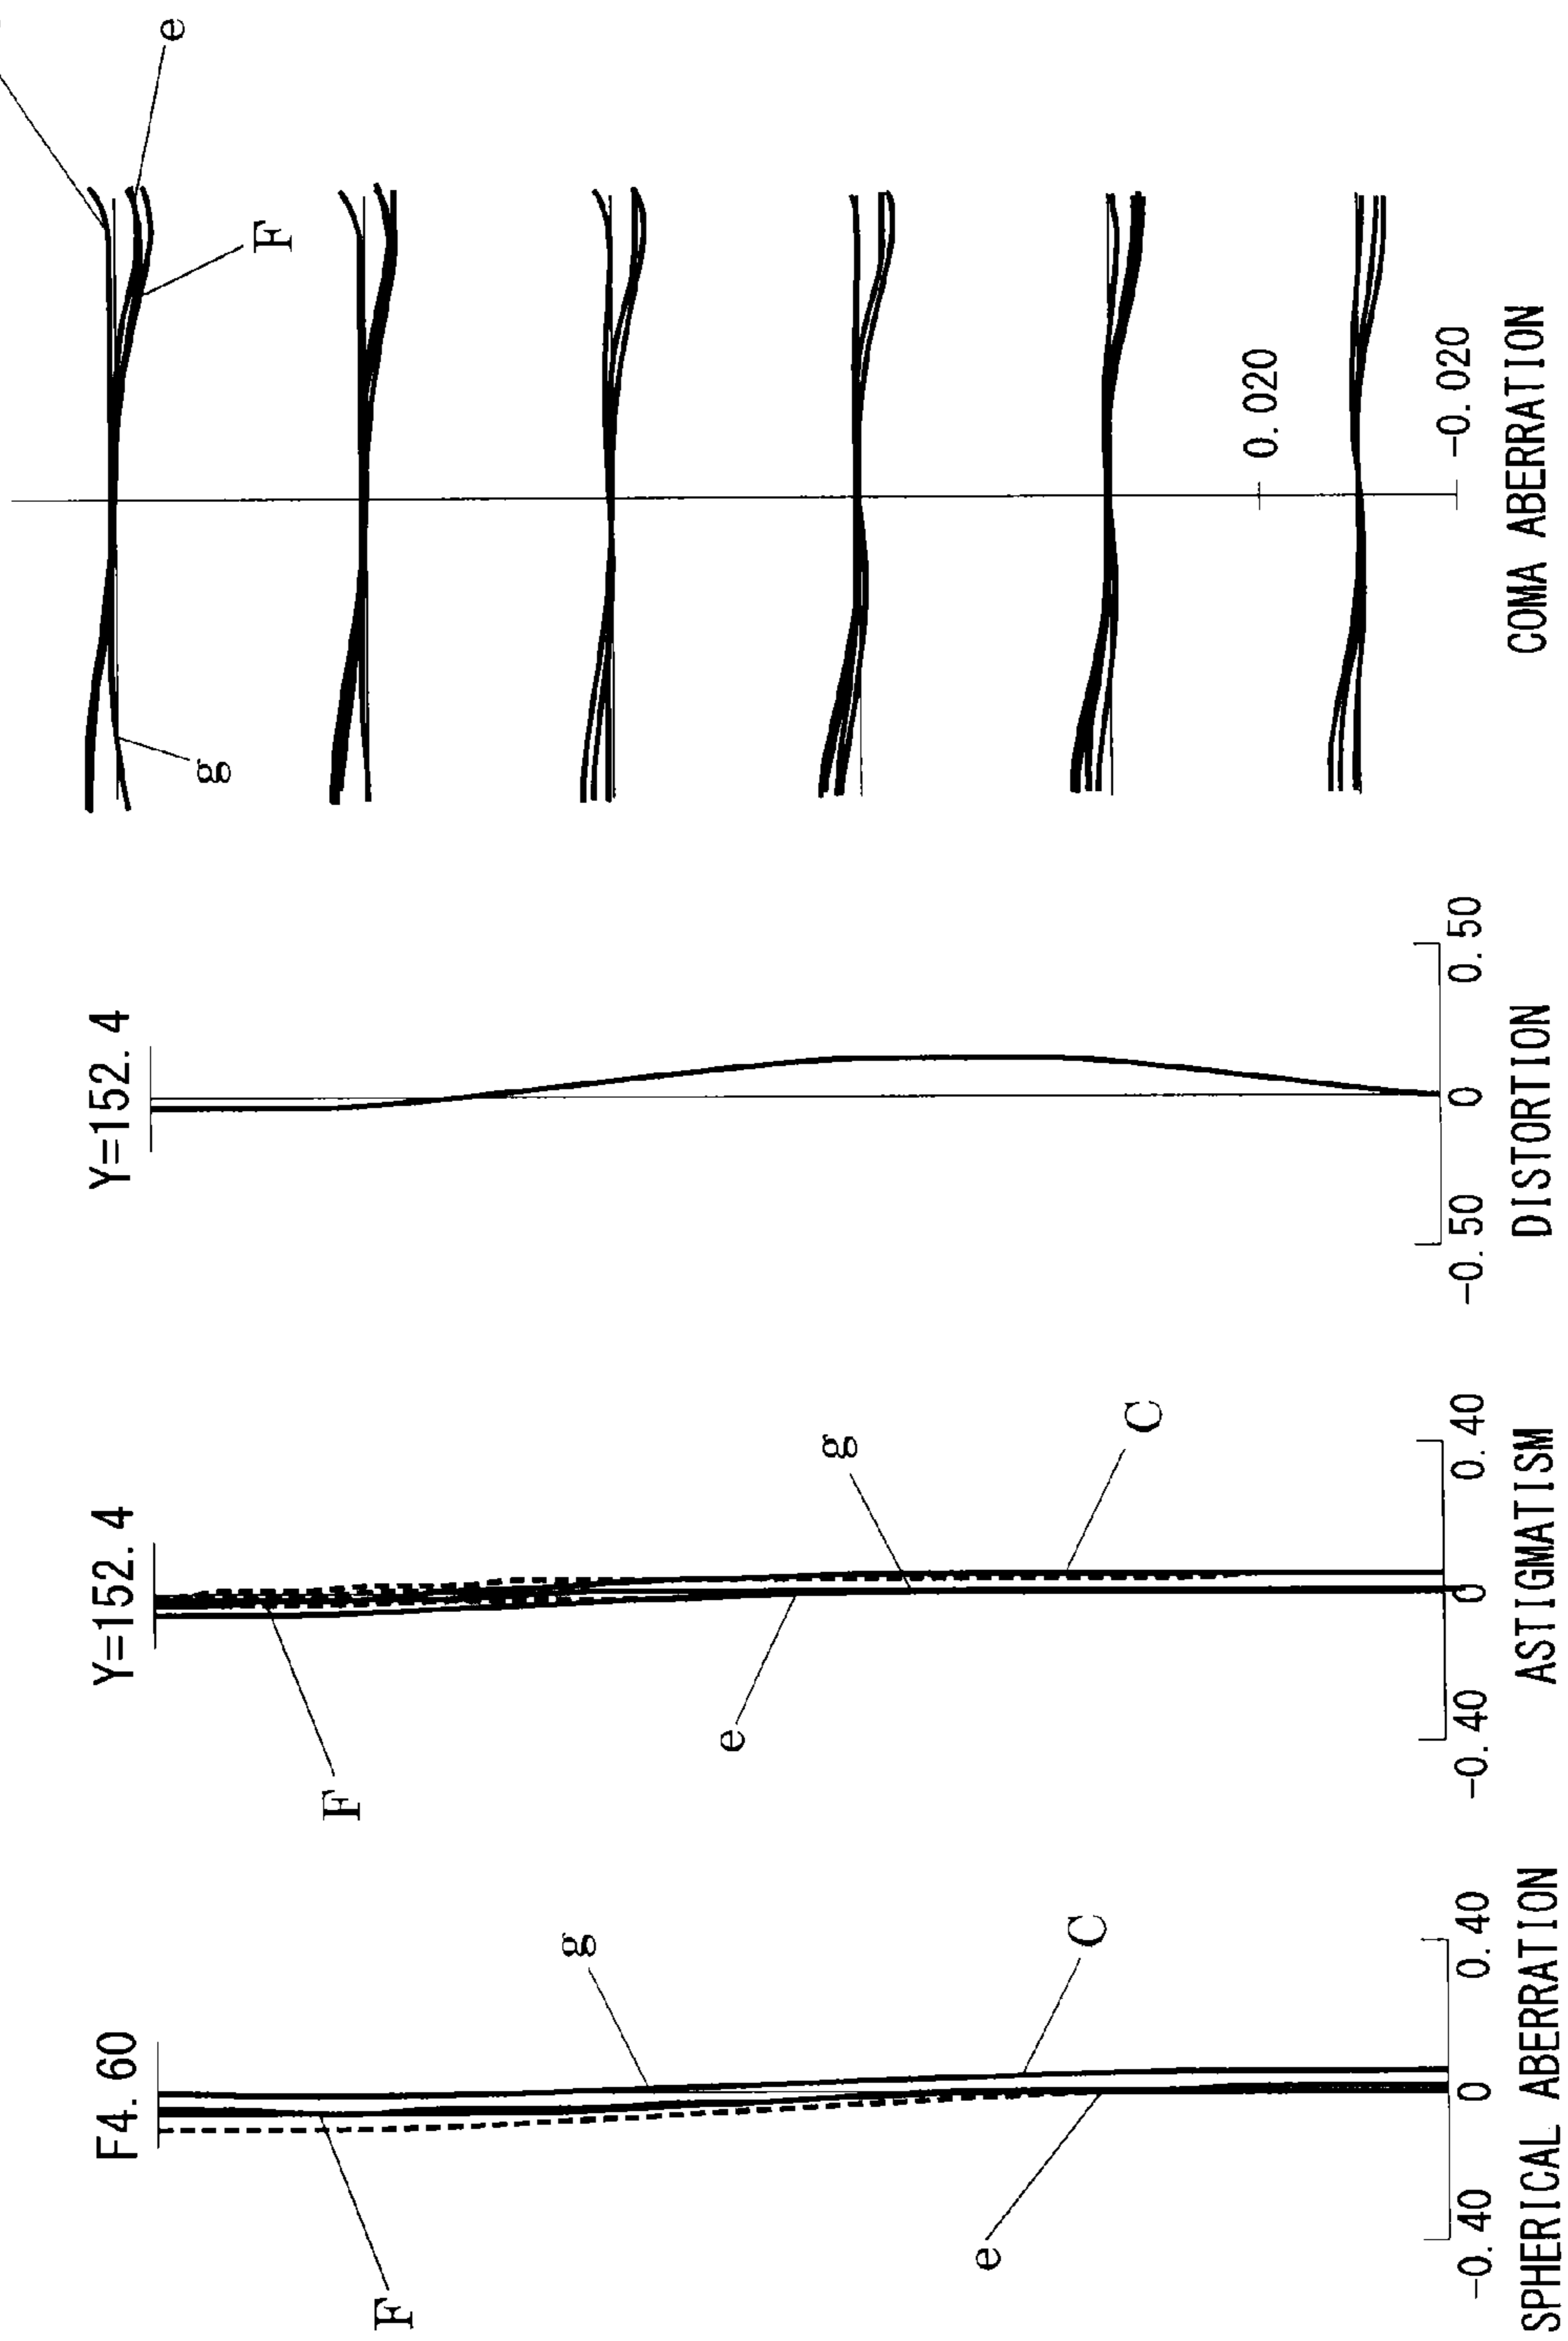 F4. 60
F
g
e
C
-0. 40
0
0. 40
SPHERICAL ABERRATION
Y=152. 4
F
e
g
C
-0. 40
0
0. 40
ASTIGMATISM
Y=152. 4
-0. 50
0
0. 50
DISTORTION
g
F
e
0. 020
-0. 020
COMA ABERRATION